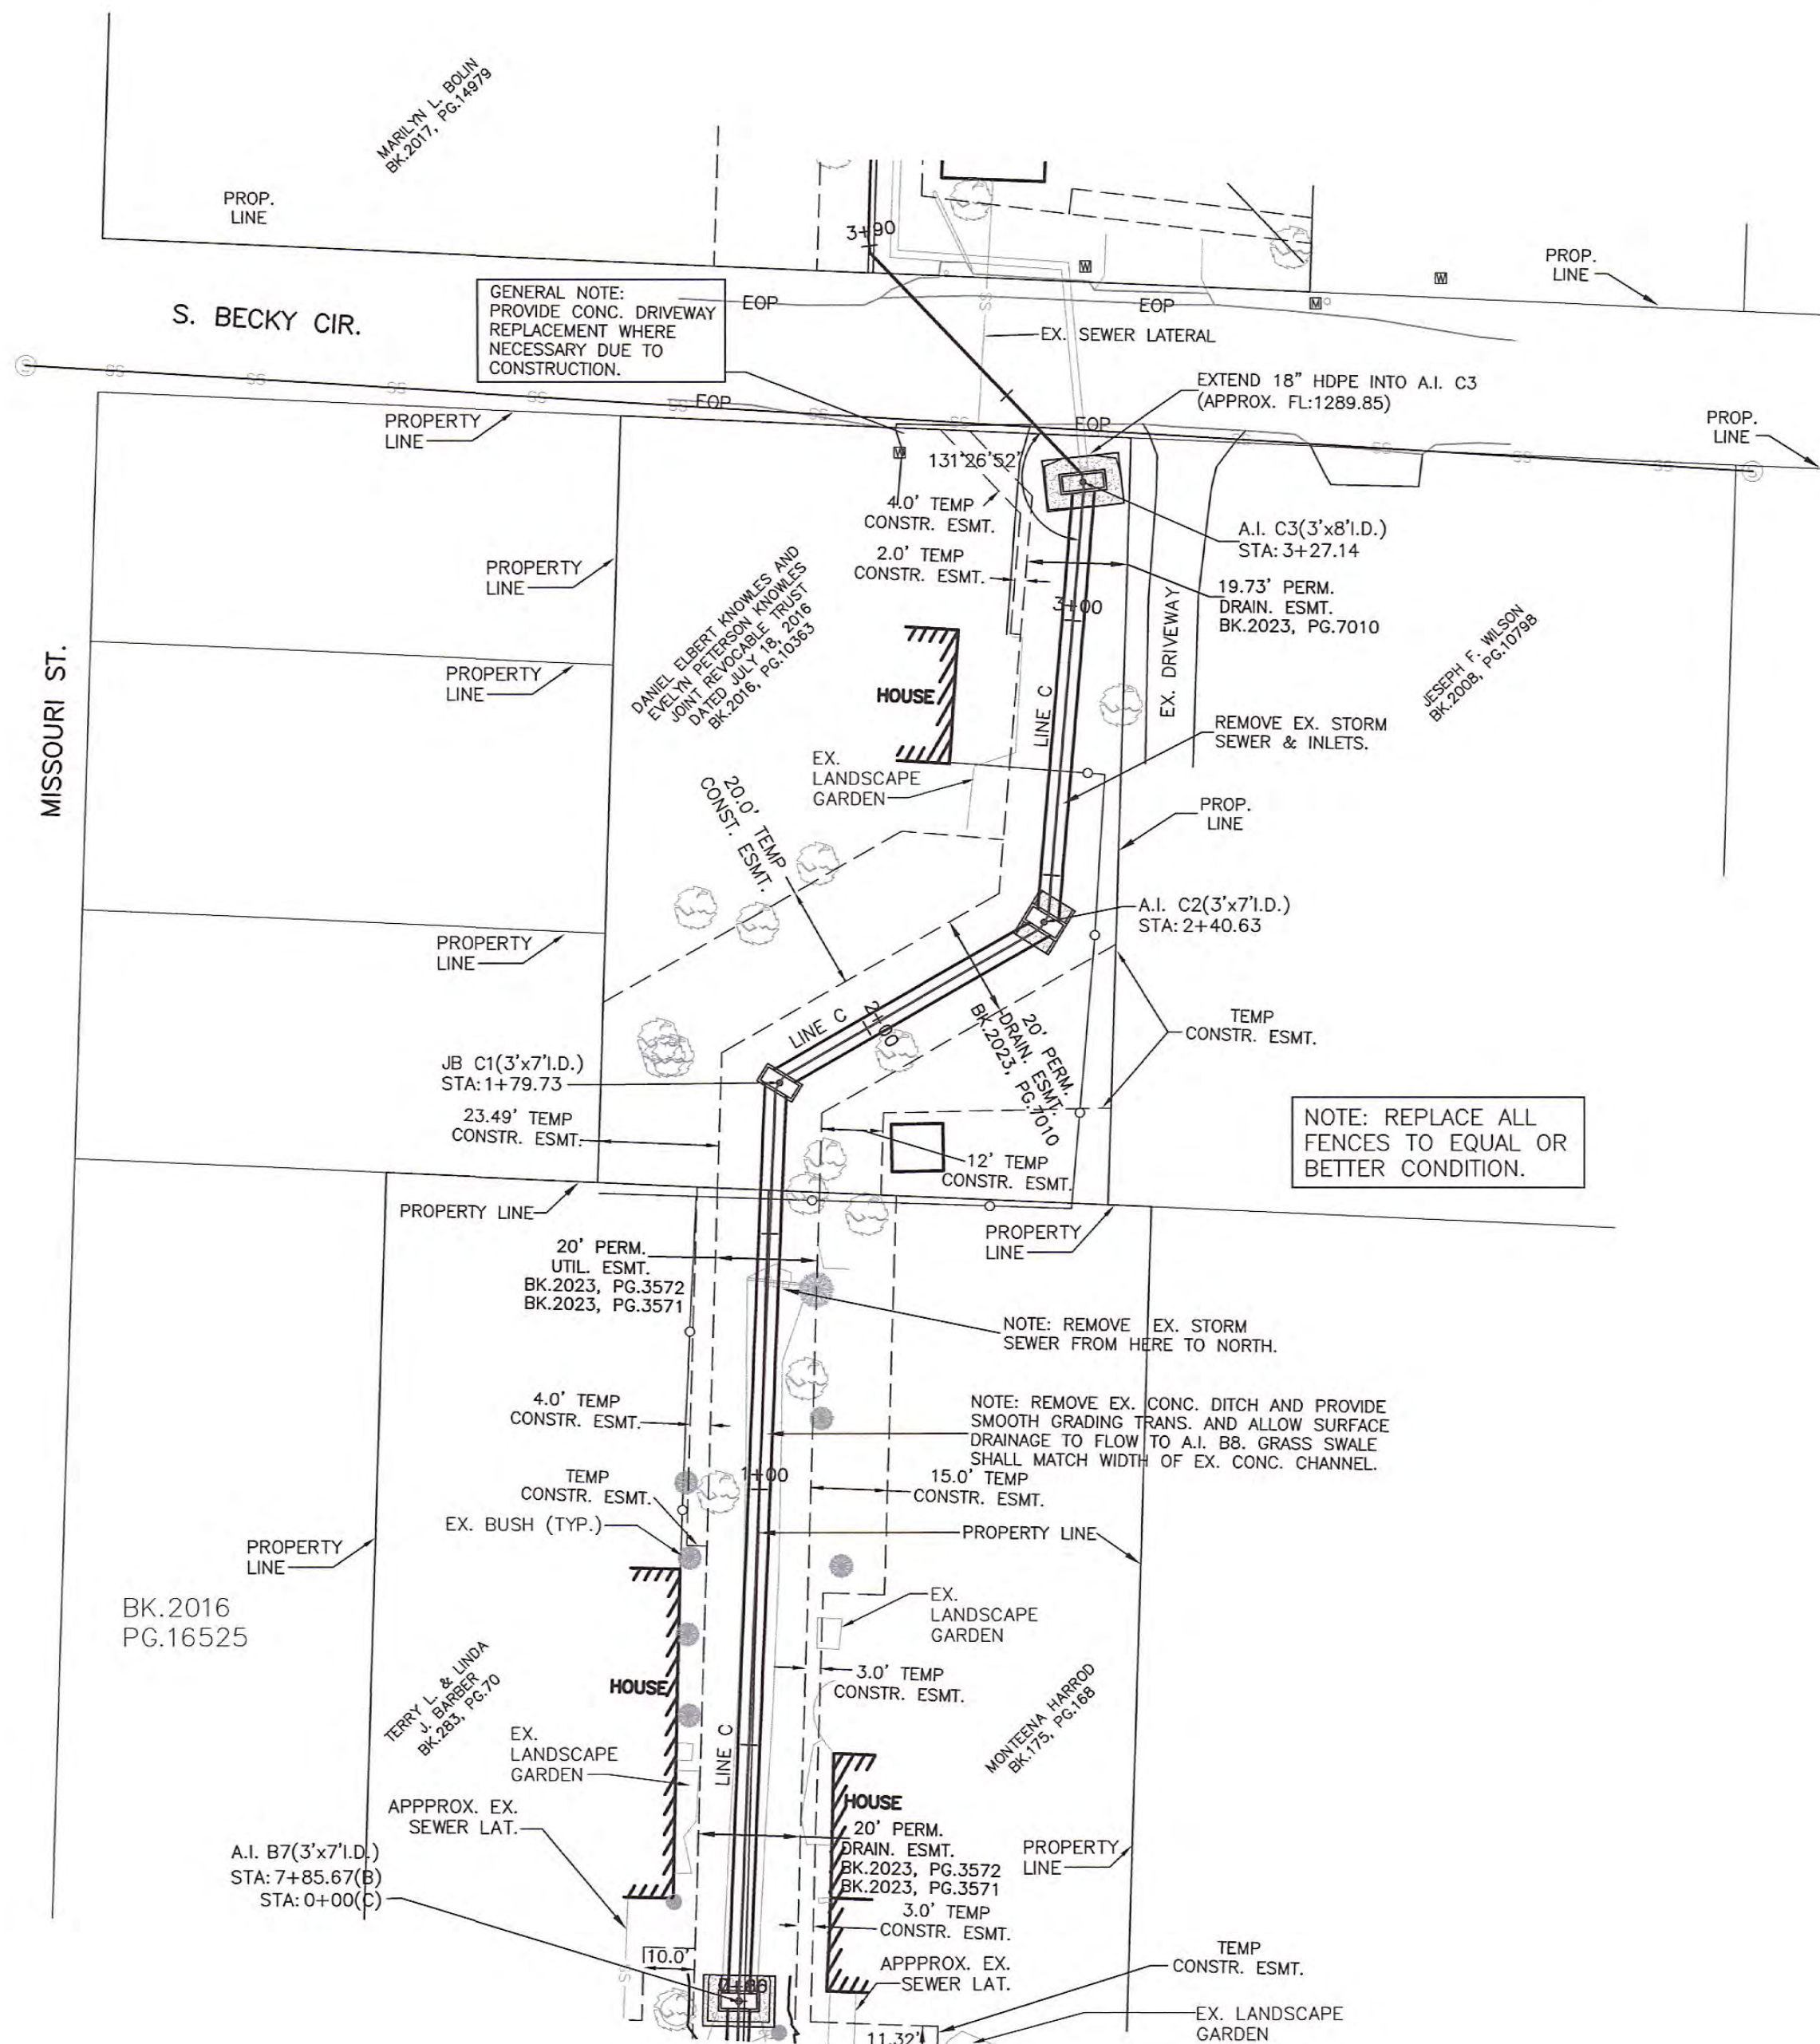 MARILYN L. BOLIN
BK.2017, PG.14979
PROP.
LINE
3+90
PROP.
LINE
S. BECKY CIR.
GENERAL NOTE:
PROVIDE CONC. DRIVEWAY
REPLACEMENT WHERE
NECESSARY DUE TO
CONSTRUCTION.
EOP
EOP
W
W
M
SS
EX. SEWER LATERAL
EXTEND 18" HDPE INTO A.I. C3
(APPROX. FL:1289.85)
SS
SS
SS
SS
EOP
SS
SS
EOP
SS
SS
SS
SS
PROPERTY
LINE
PROP.
LINE
W
131°26'52"
4.0' TEMP
CONSTR. ESMT.
A.I. C3(3'x8'I.D.)
STA: 3+27.14
2.0' TEMP
CONSTR. ESMT.
PROPERTY
LINE
3+00
19.73' PERM.
DRAIN. ESMT.
BK.2023, PG.7010
DANIEL ELBERT KNOWLES AND
EVELYN PETERSON KNOWLES
JOINT REVOCABLE TRUST
DATED JULY 18, 2016
BK.2016, PG.10363
JESEPH F. WILSON
BK.2008, PG.10798
MISSOURI ST.
PROPERTY
LINE
HOUSE
LINE C
EX. DRIVEWAY
REMOVE EX. STORM
SEWER & INLETS.
EX.
LANDSCAPE
GARDEN
20.0' TEMP
CONST. ESMT.
PROP.
LINE
A.I. C2(3'x7'I.D.)
STA: 2+40.63
PROPERTY
LINE
LINE C
2+00
20' PERM.
DRAIN. ESMT.
BK.2023, PG.7010
TEMP
CONSTR. ESMT.
JB C1(3'x7'I.D.)
STA: 1+79.73
23.49' TEMP
CONSTR. ESMT.
12' TEMP
CONSTR. ESMT.
NOTE: REPLACE ALL
FENCES TO EQUAL OR
BETTER CONDITION.
PROPERTY LINE
PROPERTY
LINE
20' PERM.
UTIL. ESMT.
BK.2023, PG.3572
BK.2023, PG.3571
NOTE: REMOVE EX. STORM
SEWER FROM HERE TO NORTH.
4.0' TEMP
CONSTR. ESMT.
NOTE: REMOVE EX. CONC. DITCH AND PROVIDE
SMOOTH GRADING TRANS. AND ALLOW SURFACE
DRAINAGE TO FLOW TO A.I. B8. GRASS SWALE
SHALL MATCH WIDTH OF EX. CONC. CHANNEL.
TEMP
CONSTR. ESMT.
1+00
15.0' TEMP
CONSTR. ESMT.
EX. BUSH (TYP.)
PROPERTY LINE
PROPERTY
LINE
BK.2016
PG.16525
EX.
LANDSCAPE
GARDEN
TERRY L. & LINDA
J. BARBER
BK.283, PG.70
HOUSE
3.0' TEMP
CONSTR. ESMT.
MONTEENA HARROD
BK.175, PG.168
EX.
LANDSCAPE
GARDEN
LINE C
HOUSE
APPPROX. EX.
SEWER LAT.
20' PERM.
DRAIN. ESMT.
BK.2023, PG.3572
BK.2023, PG.3571
PROPERTY
LINE
A.I. B7(3'x7'I.D.)
STA: 7+85.67(B)
STA: 0+00(C)
3.0' TEMP
CONSTR. ESMT.
10.0'
SS
7+86
APPPROX. EX.
SEWER LAT.
TEMP
CONSTR. ESMT.
11.32'
EX. LANDSCAPE
GARDEN